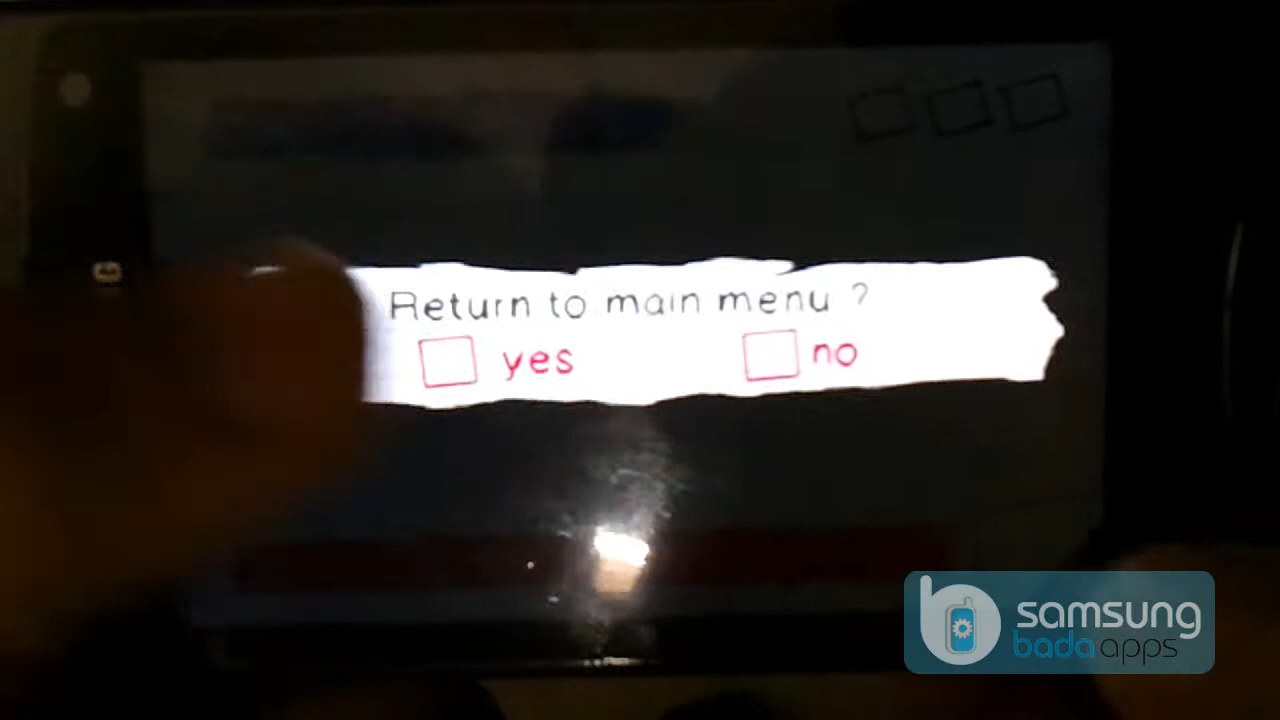 Return to main menu ?
yes no
samsung
bada apps